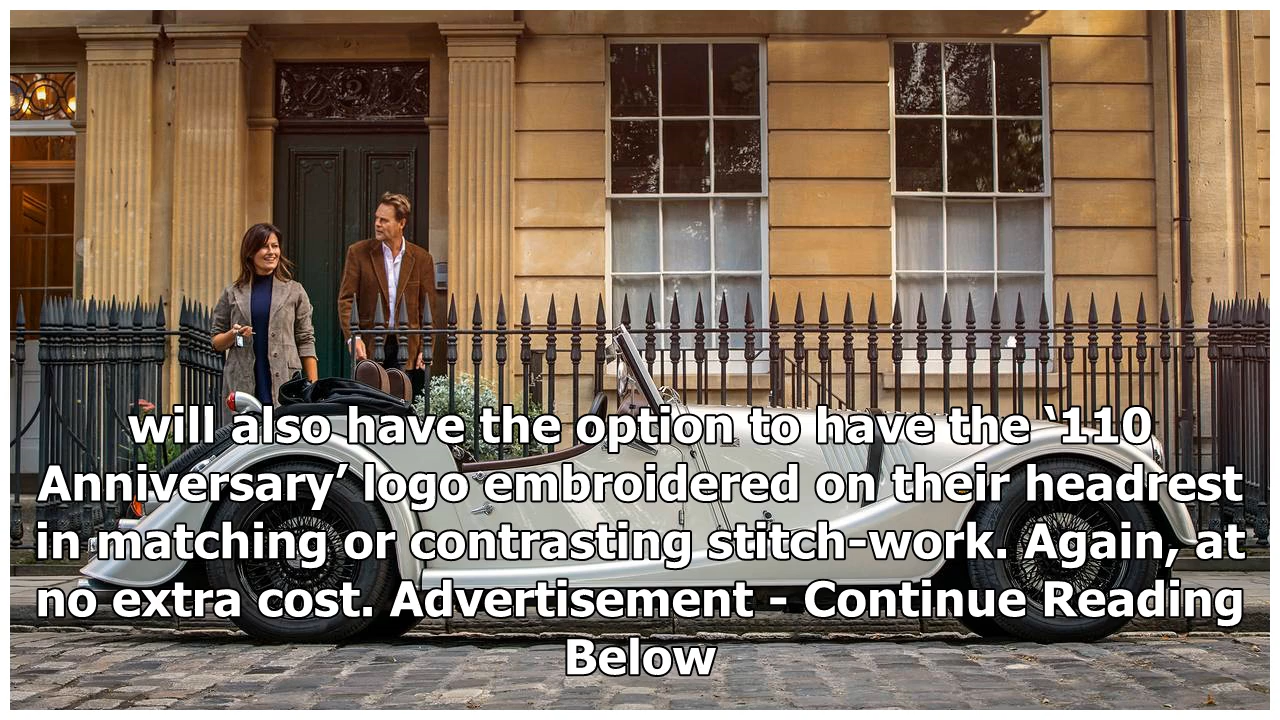 will also have the option to have the ‘110
Anniversary’ logo embroidered on their headrest
in matching or contrasting stitch-work. Again, at
no extra cost. Advertisement - Continue Reading
Below